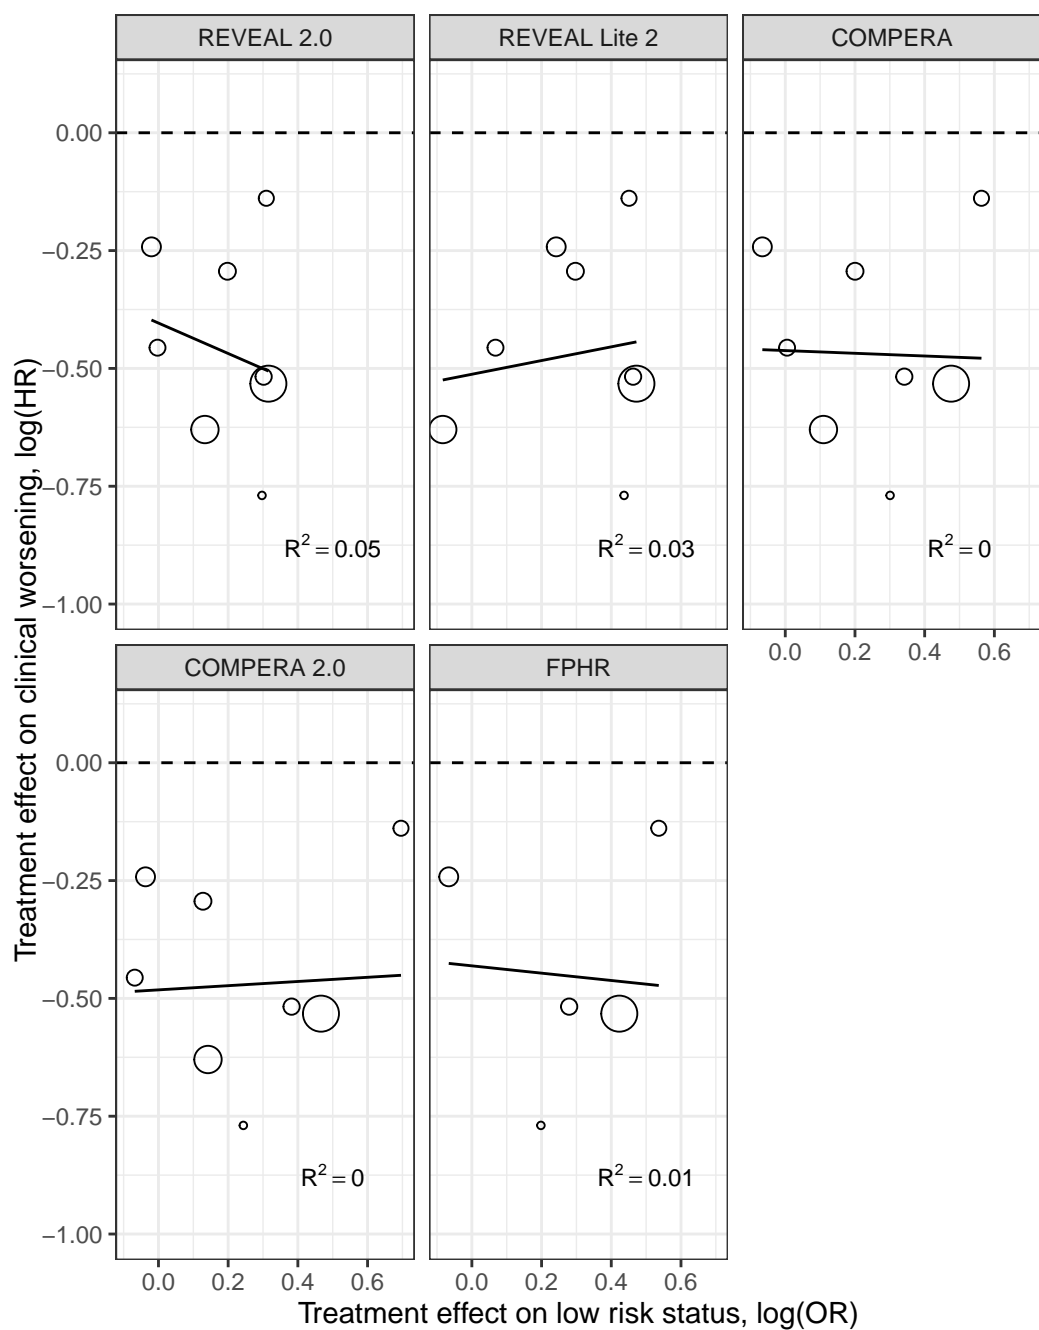 REVEAL 2.0
REVEAL Lite 2
COMPERA
0.00
−0.25
−0.50
−0.75
−1.00
R² = 0.05
R² = 0.03
R² = 0
0.0 0.2 0.4 0.6
COMPERA 2.0
FPHR
0.00
−0.25
−0.50
−0.75
−1.00
R² = 0
R² = 0.01
0.0 0.2 0.4 0.6
0.0 0.2 0.4 0.6
Treatment effect on low risk status, log(OR)
Treatment effect on clinical worsening, log(HR)